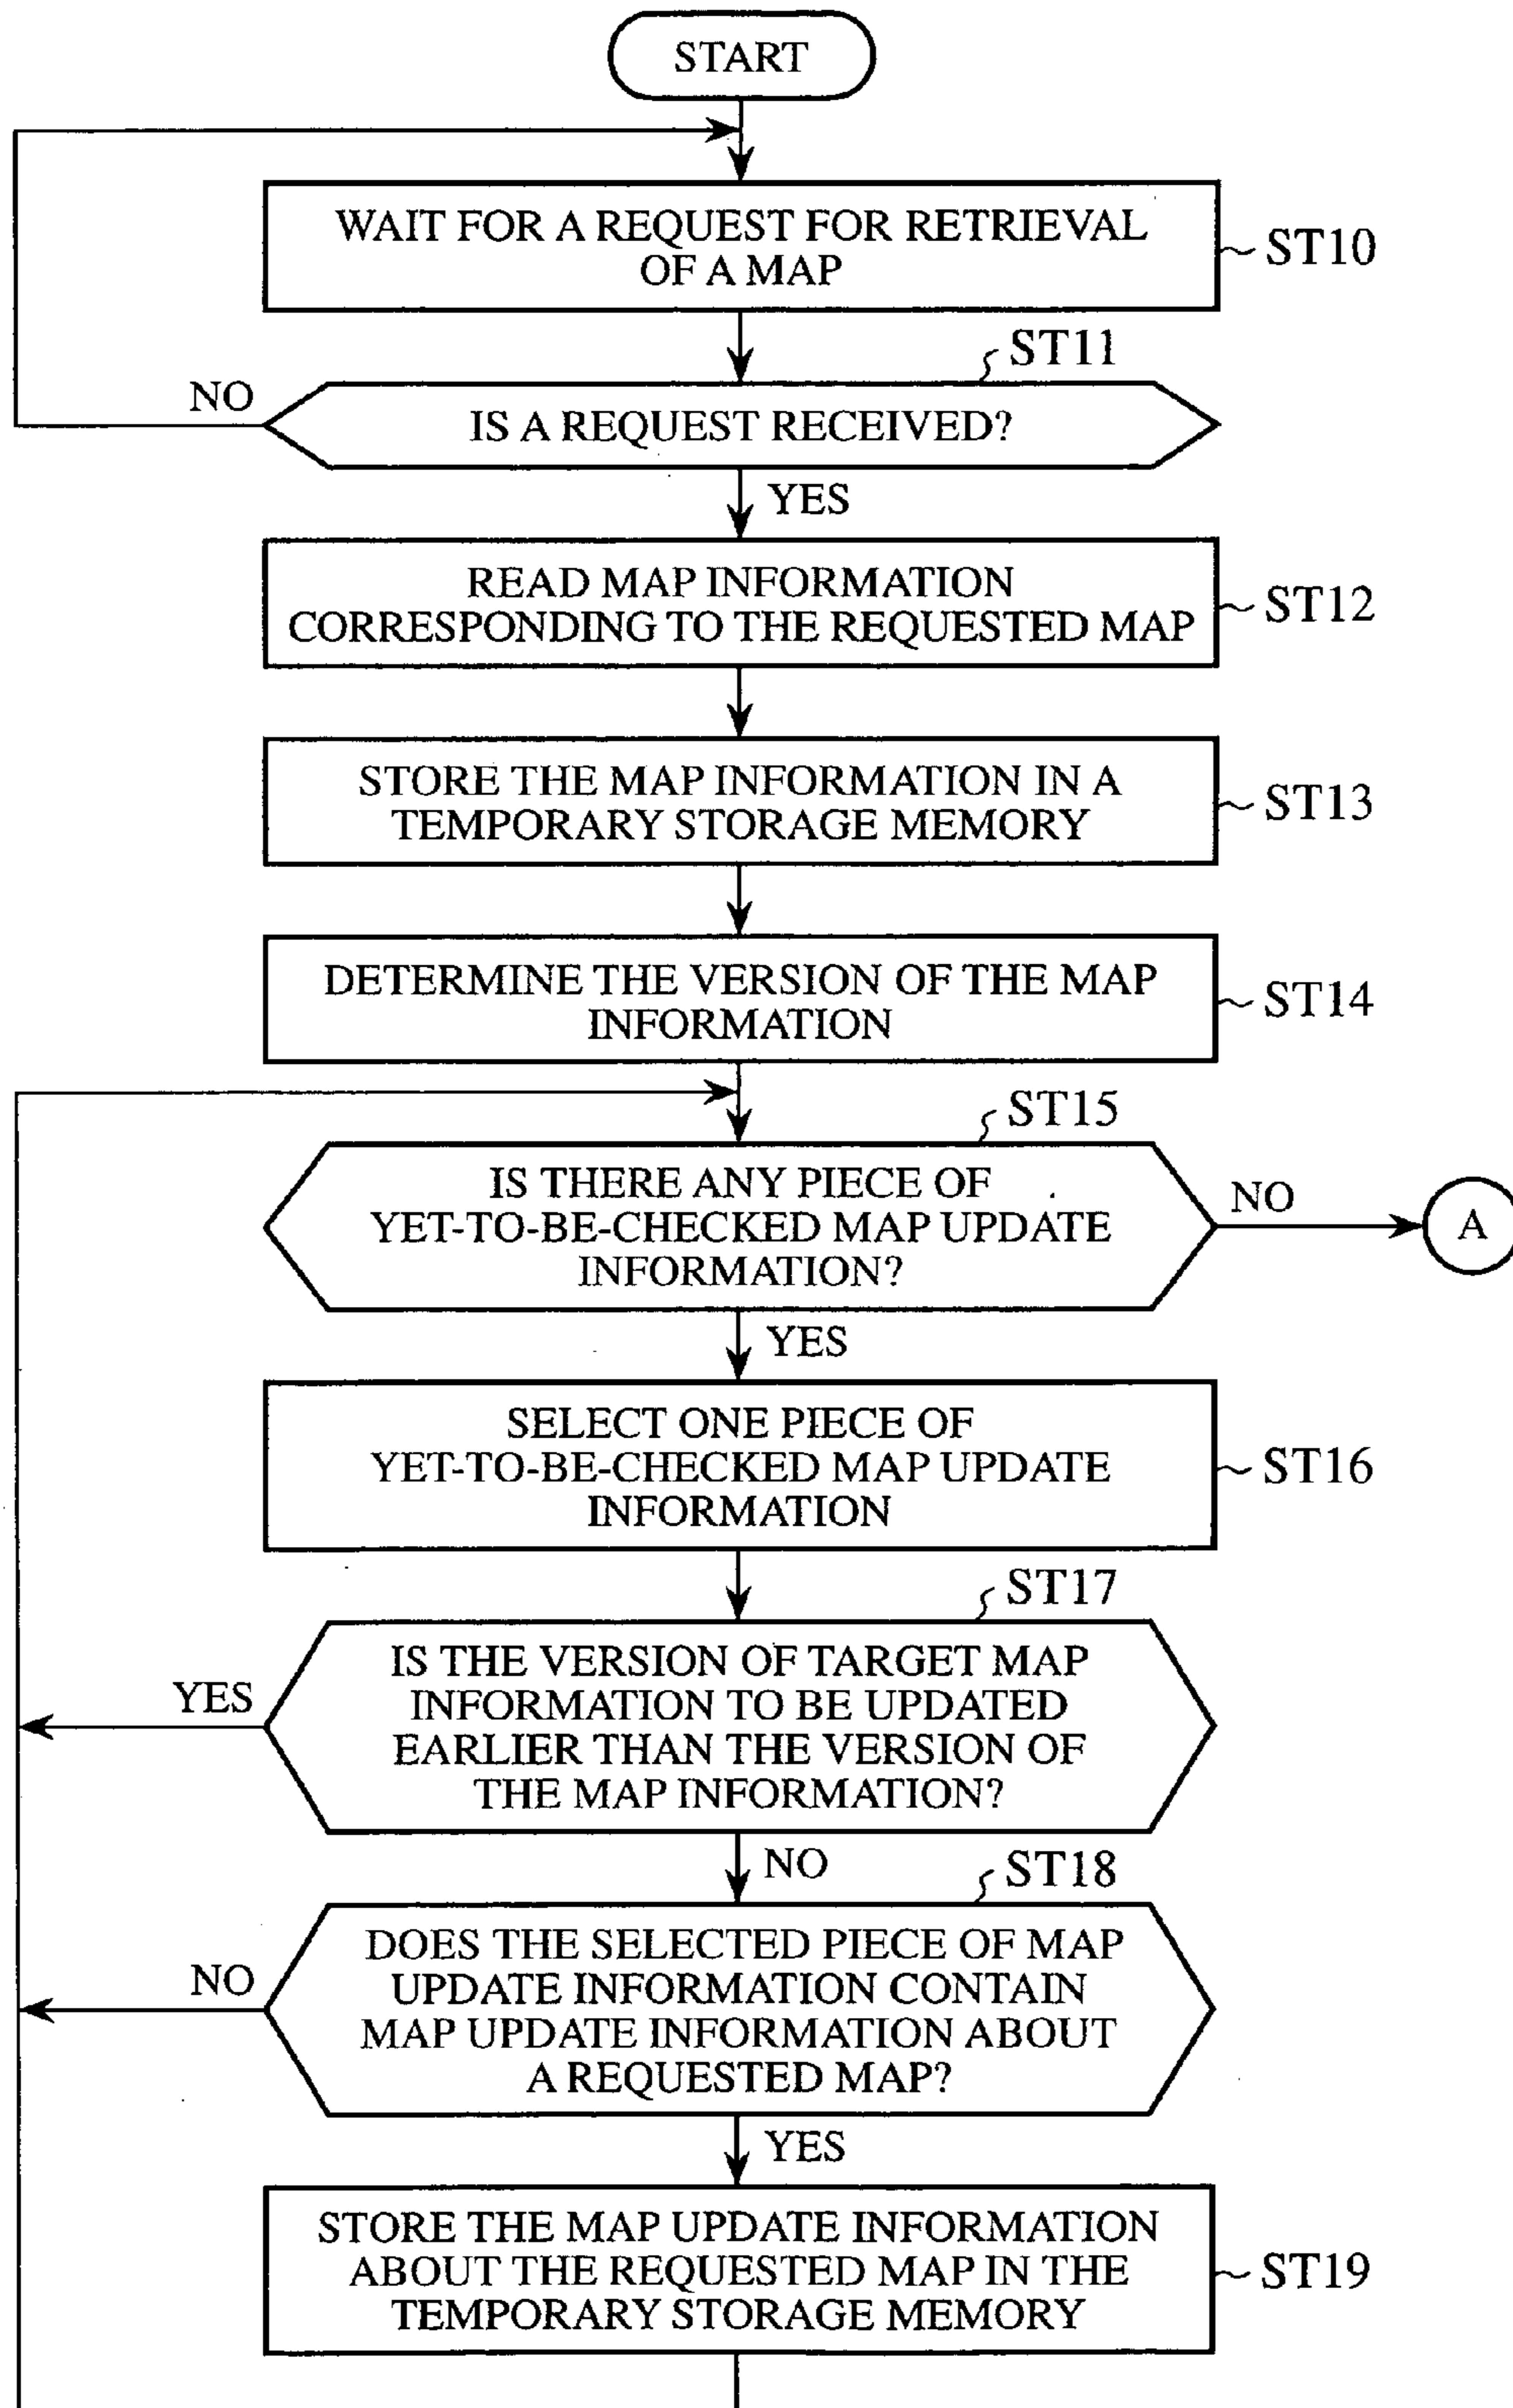 START
WAIT FOR A REQUEST FOR RETRIEVAL
OF A MAP
ST10
ST11
NO
IS A REQUEST RECEIVED?
YES
READ MAP INFORMATION
CORRESPONDING TO THE REQUESTED MAP
ST12
STORE THE MAP INFORMATION IN A
TEMPORARY STORAGE MEMORY
ST13
DETERMINE THE VERSION OF THE MAP
INFORMATION
ST14
ST15
IS THERE ANY PIECE OF
YET-TO-BE-CHECKED MAP UPDATE
INFORMATION?
NO
A
YES
SELECT ONE PIECE OF
YET-TO-BE-CHECKED MAP UPDATE
INFORMATION
ST16
ST17
IS THE VERSION OF TARGET MAP
INFORMATION TO BE UPDATED
EARLIER THAN THE VERSION OF
THE MAP INFORMATION?
YES
NO
ST18
DOES THE SELECTED PIECE OF MAP
UPDATE INFORMATION CONTAIN
MAP UPDATE INFORMATION ABOUT
A REQUESTED MAP?
NO
YES
STORE THE MAP UPDATE INFORMATION
ABOUT THE REQUESTED MAP IN THE
TEMPORARY STORAGE MEMORY
ST19